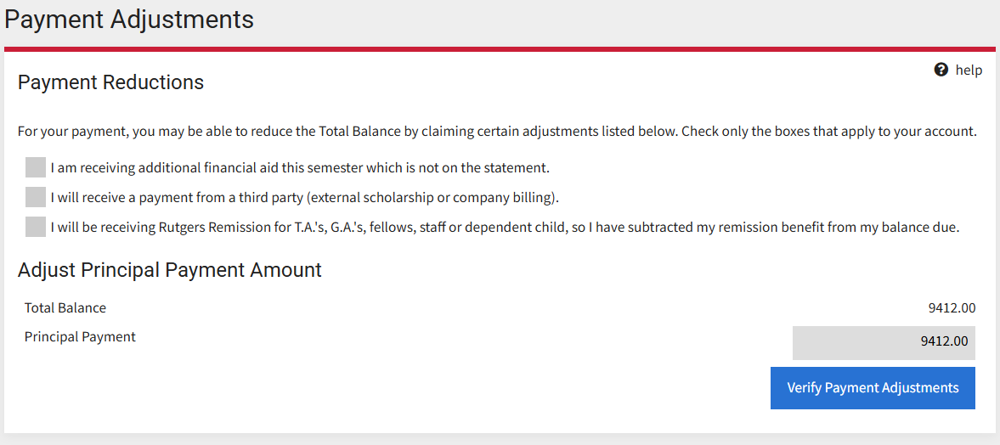 Payment Adjustments
help
Payment Reductions
For your payment, you may be able to reduce the Total Balance by claiming certain adjustments listed below. Check only the boxes that apply to your account.
I am receiving additional financial aid this semester which is not on the statement.
I will receive a payment from a third party (external scholarship or company billing).
I will be receiving Rutgers Remission for T.A.'s, G.A.'s, fellows, staff or dependent child, so I have subtracted my remission benefit from my balance due.
Adjust Principal Payment Amount
Total Balance 9412.00
Principal Payment 9412.00
Verify Payment Adjustments